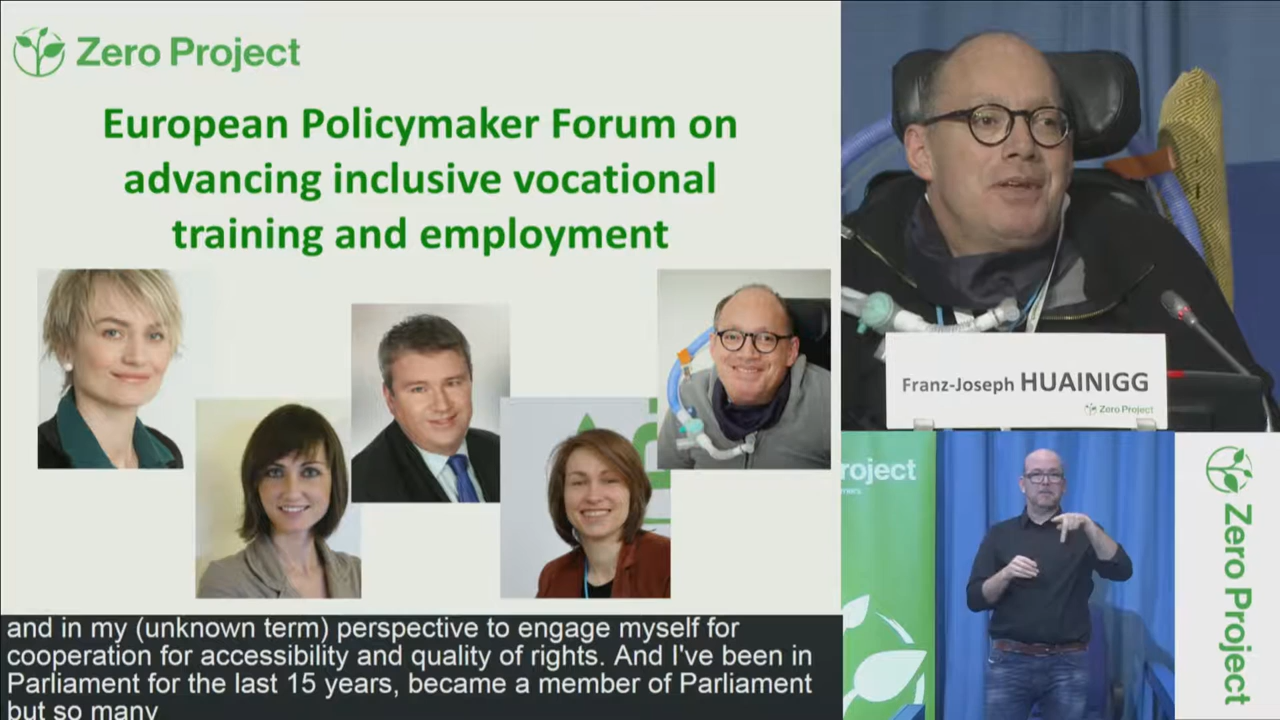 Zero Project
European Policymaker Forum on
advancing inclusive vocational
training and employment
and in my (unknown term) perspective to engage myself for
cooperation for accessibility and quality of rights. And I've been in
Parliament for the last 15 years, became a member of Parliament
but so many
Franz-Joseph HUAINIGG
Zero Project
roject
Zero Project